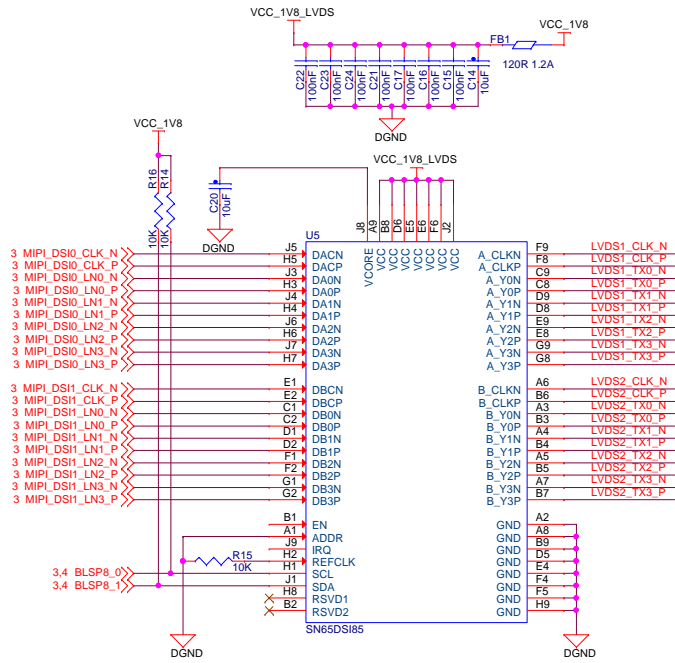 VCC_1V8_LVDS
VCC_1V8
FB1
120R 1.2A
C22 100nF
C23 100nF
C24 100nF
C21 100nF
C17 100nF
C16 100nF
C15 100nF
C14 10uF
DGND
VCC_1V8
VCC_1V8_LVDS
R16 10K
R14 10K
C20 10uF
DGND
J8 A9 B8 D6 E5 E6 F6 J2
U5
VCORE VCC VCC VCC VCC VCC VCC VCC
3 MIPI_DSI0_CLK_N J5 DACN A_CLKN F9 LVDS1_CLK_N
3 MIPI_DSI0_CLK_P H5 DACP A_CLKP F8 LVDS1_CLK_P
3 MIPI_DSI0_LN0_N J3 DA0N A_Y0N C9 LVDS1_TX0_N
3 MIPI_DSI0_LN0_P H3 DA0P A_Y0P C8 LVDS1_TX0_P
3 MIPI_DSI0_LN1_N J4 DA1N A_Y1N D9 LVDS1_TX1_N
3 MIPI_DSI0_LN1_P H4 DA1P A_Y1P D8 LVDS1_TX1_P
3 MIPI_DSI0_LN2_N J6 DA2N A_Y2N E9 LVDS1_TX2_N
3 MIPI_DSI0_LN2_P H6 DA2P A_Y2P E8 LVDS1_TX2_P
3 MIPI_DSI0_LN3_N J7 DA3N A_Y3N G9 LVDS1_TX3_N
3 MIPI_DSI0_LN3_P H7 DA3P A_Y3P G8 LVDS1_TX3_P
3 MIPI_DSI1_CLK_N E1 DBCN B_CLKN A6 LVDS2_CLK_N
3 MIPI_DSI1_CLK_P E2 DBCP B_CLKP B6 LVDS2_CLK_P
3 MIPI_DSI1_LN0_N C1 DB0N B_Y0N A3 LVDS2_TX0_N
3 MIPI_DSI1_LN0_P C2 DB0P B_Y0P B3 LVDS2_TX0_P
3 MIPI_DSI1_LN1_N D1 DB1N B_Y1N A4 LVDS2_TX1_N
3 MIPI_DSI1_LN1_P D2 DB1P B_Y1P B4 LVDS2_TX1_P
3 MIPI_DSI1_LN2_N F1 DB2N B_Y2N A5 LVDS2_TX2_N
3 MIPI_DSI1_LN2_P F2 DB2P B_Y2P B5 LVDS2_TX2_P
3 MIPI_DSI1_LN3_N G1 DB3N B_Y3N A7 LVDS2_TX3_N
3 MIPI_DSI1_LN3_P G2 DB3P B_Y3P B7 LVDS2_TX3_P
B1 EN GND A2
A1 ADDR GND A8
J9 IRQ GND B9
R15 10K H2 REFCLK GND D5
3,4 BLSP8_0 H1 SCL GND E4
3,4 BLSP8_1 J1 SDA GND F4
H8 RSVD1 GND F5
B2 RSVD2 GND H9
SN65DSI85
DGND
DGND